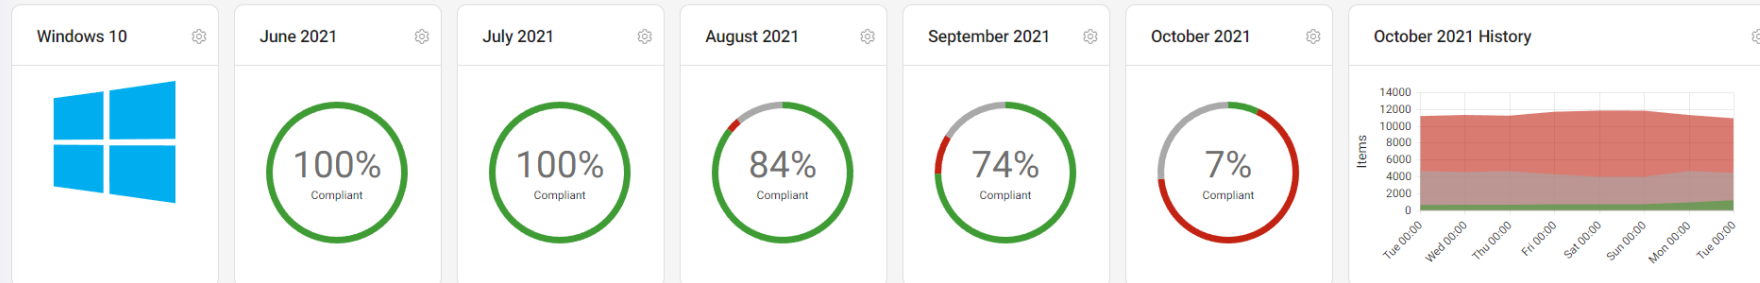 Windows 10
June 2021
July 2021
August 2021
September 2021
October 2021
October 2021 History
100%
Compliant
100%
Compliant
84%
Compliant
74%
Compliant
7%
Compliant
Items
14000
12000
10000
8000
6000
4000
2000
0
Tue 00:00
Wed 00:00
Thu 00:00
Fri 00:00
Sat 00:00
Sun 00:00
Mon 00:00
Tue 00:00